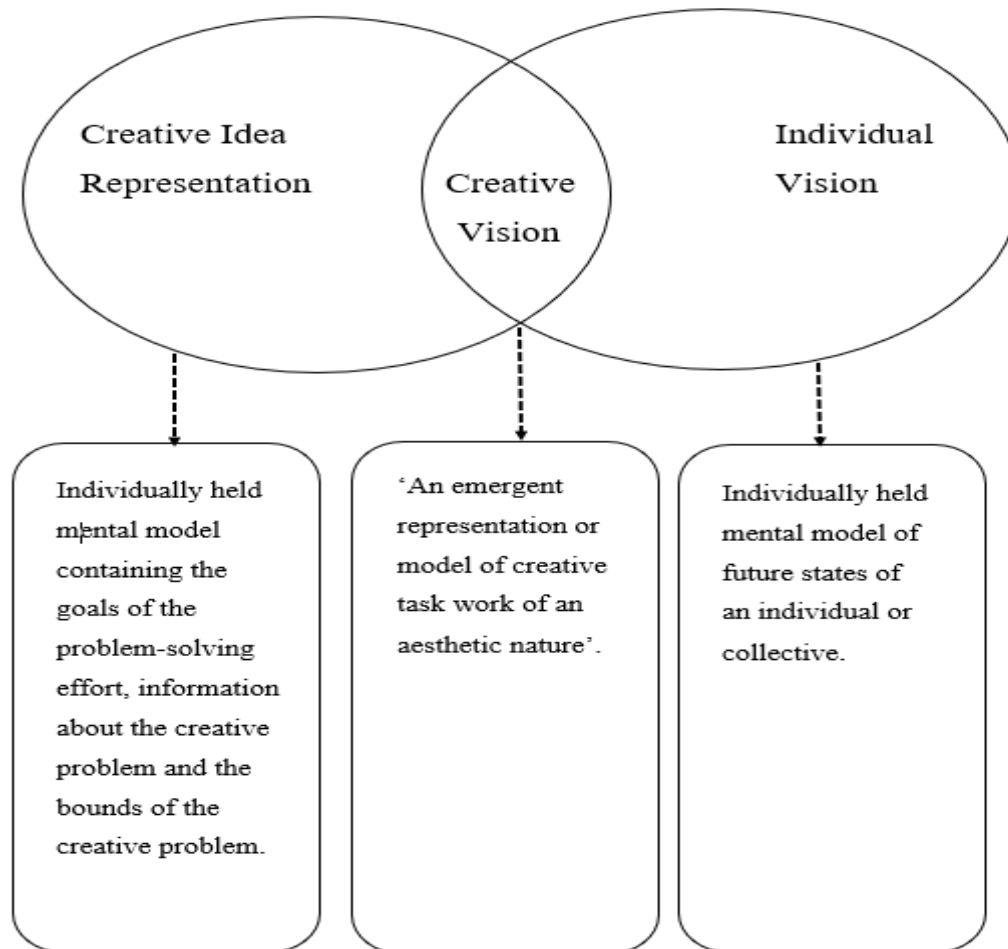 Creative Idea
Representation
Creative
Vision
Individual
Vision
Individually held
mental model
containing the
goals of the
problem-solving
effort, information
about the creative
problem and the
bounds of the
creative problem.
‘An emergent
representation or
model of creative
task work of an
aesthetic nature’.
Individually held
mental model of
future states of
an individual or
collective.